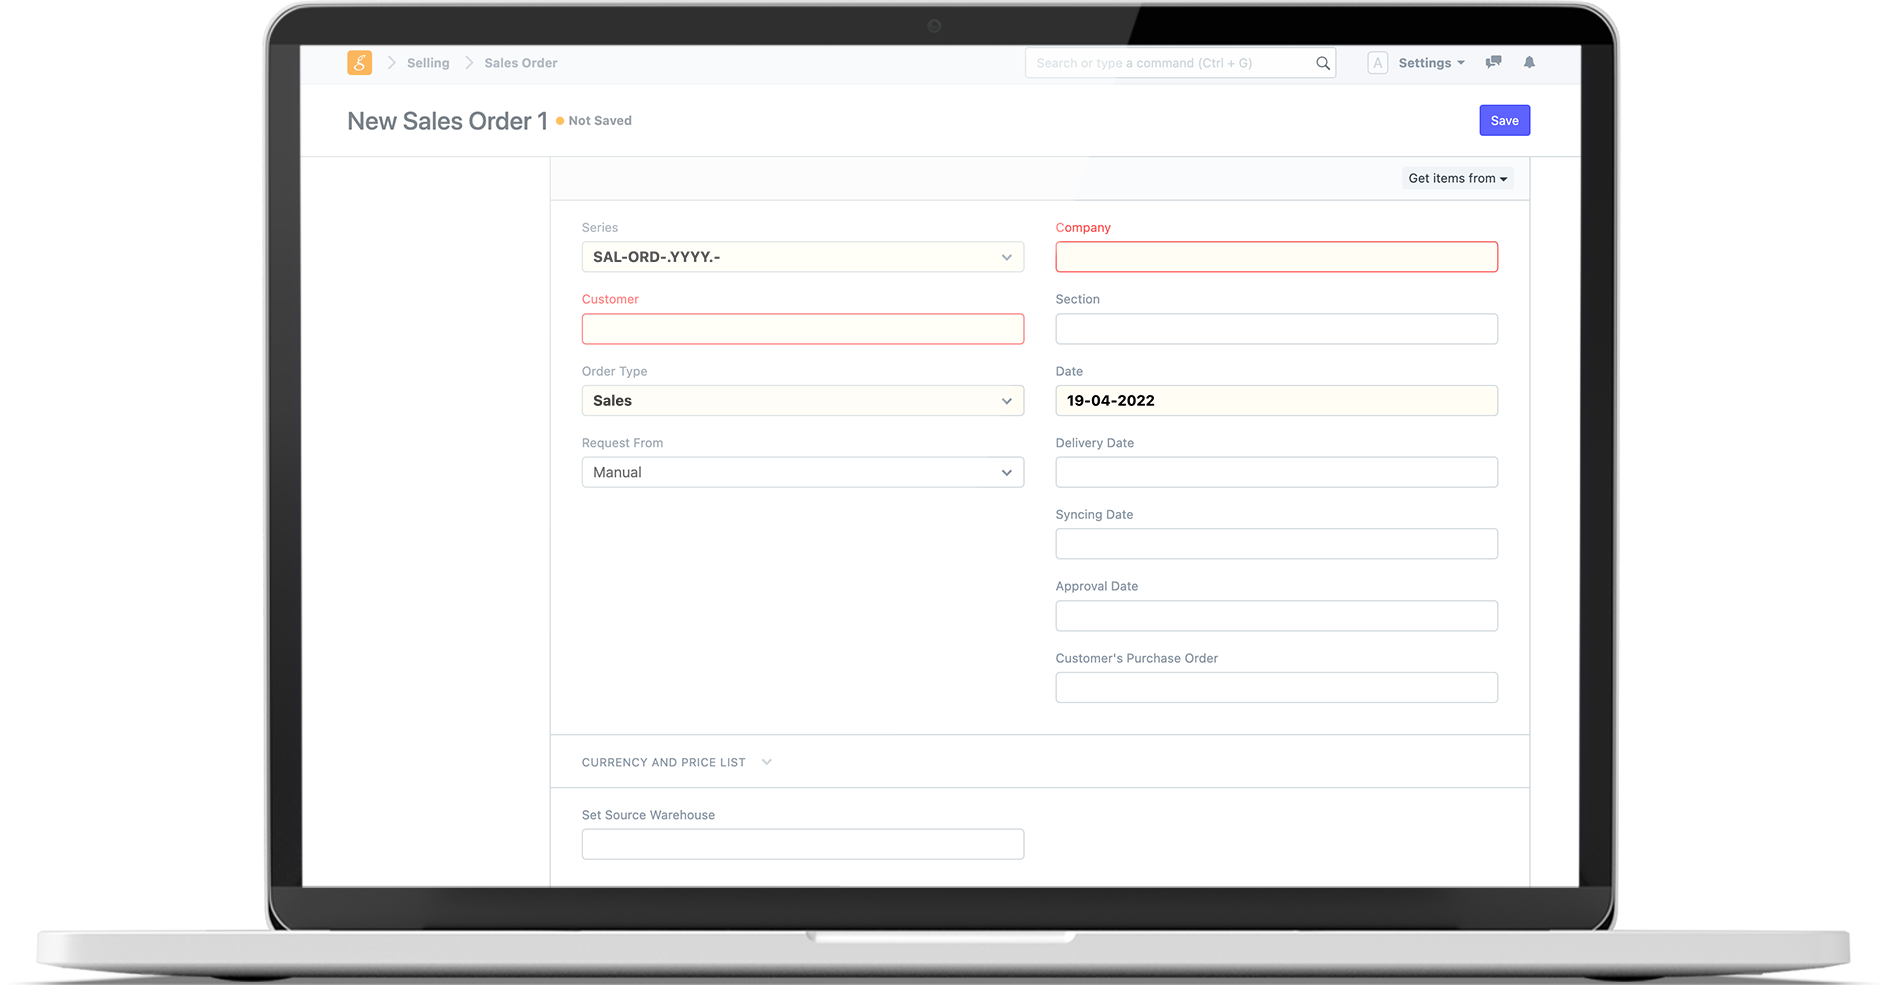 Selling Sales Order Search or type a command (Ctrl + G) A Settings
New Sales Order 1 Not Saved Save
Get items from
Series Company
SAL-ORD-.YYYY.-
Customer Section
Order Type Date
Sales 19-04-2022
Request From Delivery Date
Manual
Syncing Date
Approval Date
Customer's Purchase Order
CURRENCY AND PRICE LIST
Set Source Warehouse